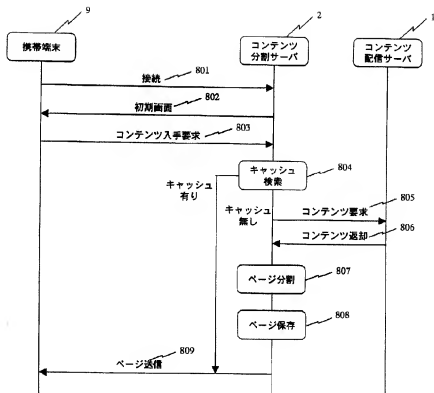 9
2
1
携帯端末
コンテンツ
分割サーバ
コンテンツ
配信サーバ
接続
801
初期画面
802
コンテンツ入手要求
803
キャッシュ
検索
804
キャッシュ
有り
キャッシュ
無し
コンテンツ要求
805
コンテンツ返却
806
ページ分割
807
ページ保存
808
ページ送信
809